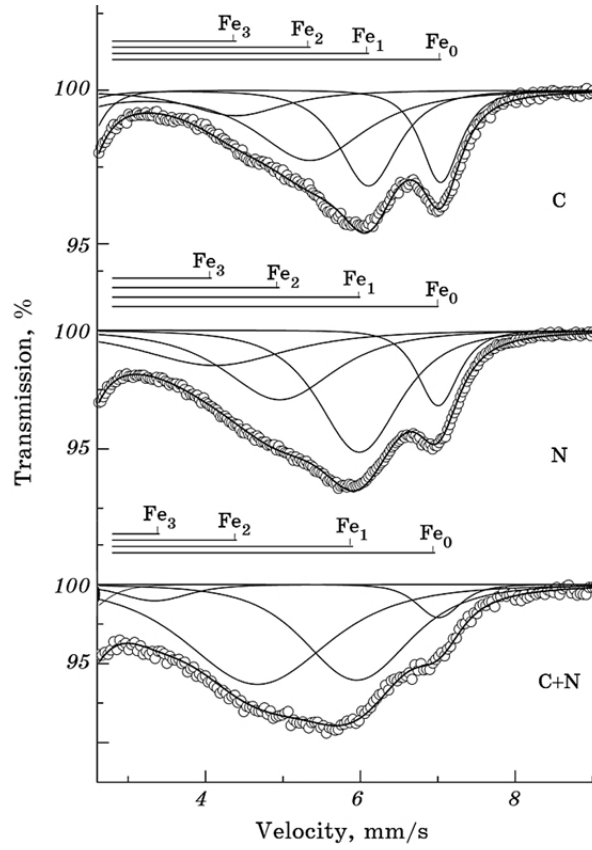 Fe3
Fe2
Fe1
Fe0
100
C
95
Fe3
Fe2
Fe1
Fe0
100
Transmission, %
95
N
Fe3
Fe2
Fe1
Fe0
100
95
C+N
4
6
8
Velocity, mm/s